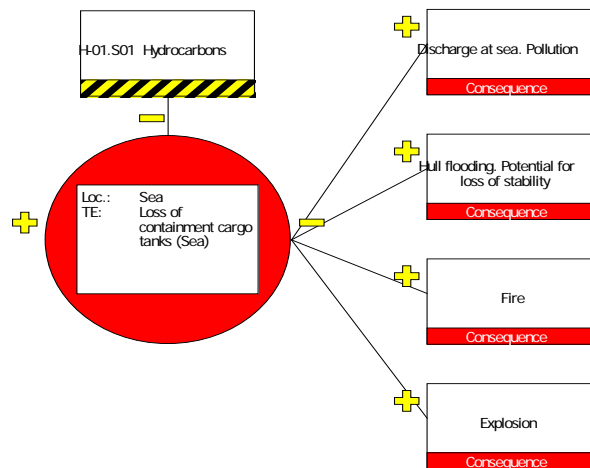 H-01.S01 Hydrocarbons
Loc.: Sea
TE: Loss of
containment cargo
tanks (Sea)
Discharge at sea. Pollution
Consequence
Hull flooding. Potential for
loss of stability
Consequence
Fire
Consequence
Explosion
Consequence